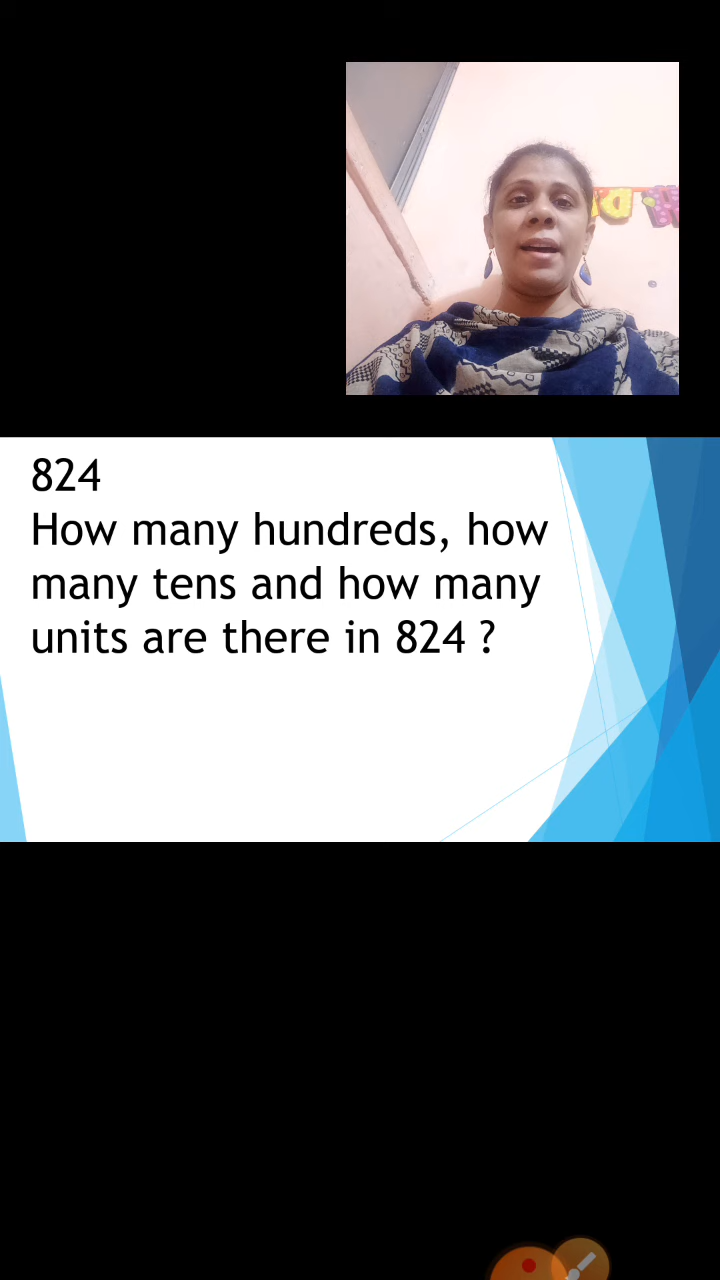 824
How many hundreds, how
many tens and how many
units are there in 824 ?